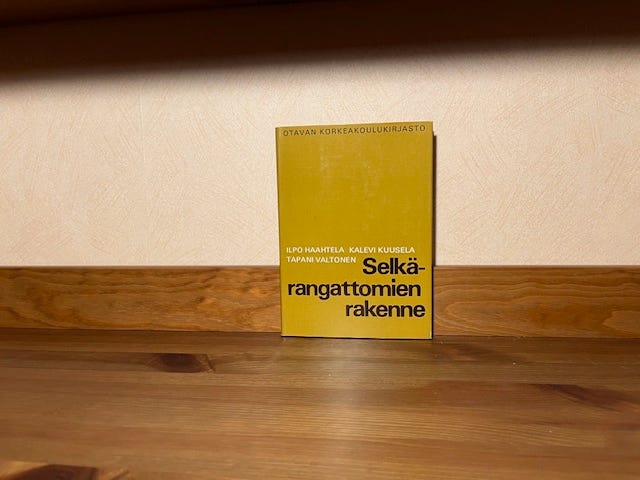 OTAVAN KORKEAKOULUKIRJASTO
ILPO HAAHTELA KALEVI KUUSELA
TAPANI VALTONEN
Selkä-
rangattomien
rakenne